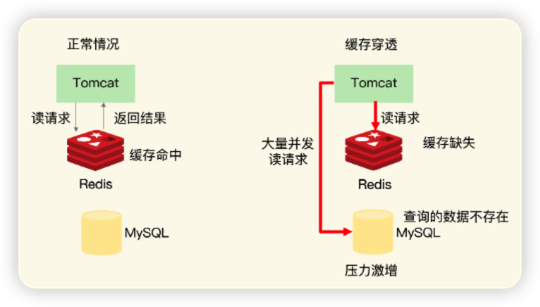 正常情况
Tomcat
读请求
返回结果
缓存命中
Redis
MySQL
缓存穿透
Tomcat
读请求
大量并发
读请求
缓存缺失
Redis
查询的数据不存在
MySQL
压力激增